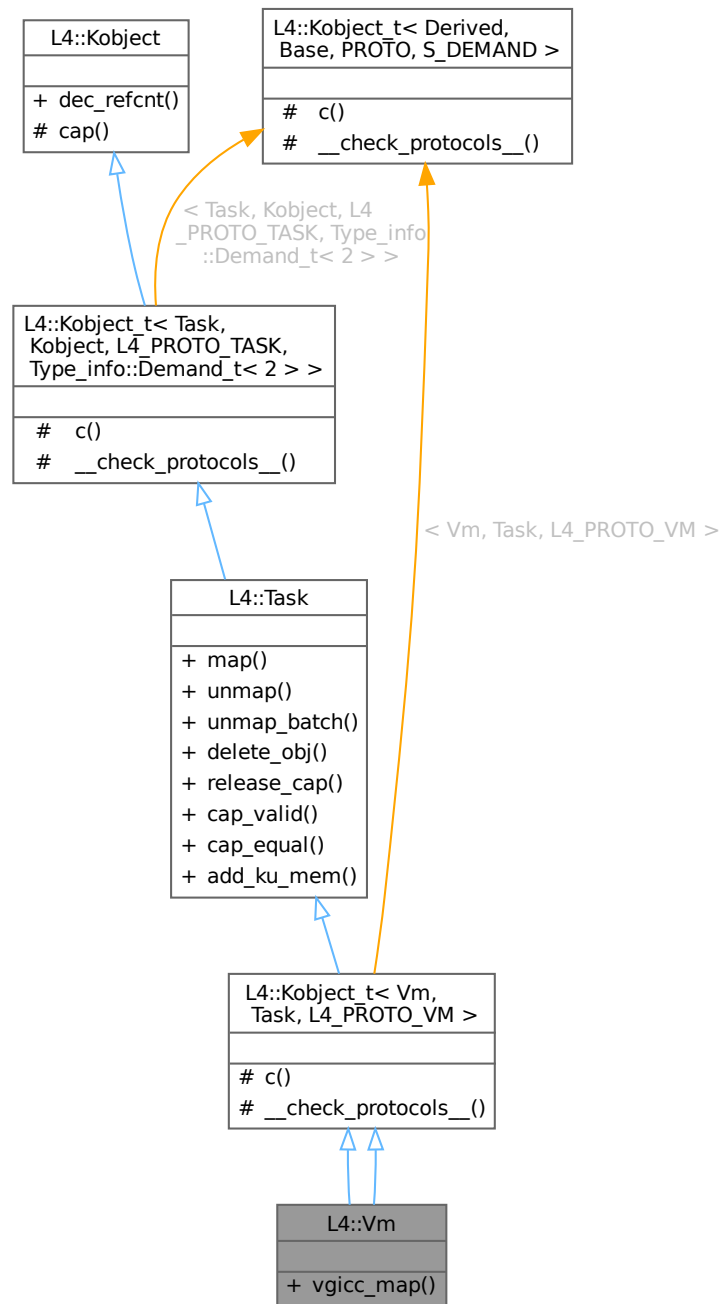 L4::Kobject
+ dec_refcnt()
# cap()
L4::Kobject_t< Derived,
Base, PROTO, S_DEMAND >
# c()
# __check_protocols__()
< Task, Kobject, L4
_PROTO_TASK, Type_info
::Demand_t< 2 > >
L4::Kobject_t< Task,
Kobject, L4_PROTO_TASK,
Type_info::Demand_t< 2 > >
# c()
# __check_protocols__()
< Vm, Task, L4_PROTO_VM >
L4::Task
+ map()
+ unmap()
+ unmap_batch()
+ delete_obj()
+ release_cap()
+ cap_valid()
+ cap_equal()
+ add_ku_mem()
L4::Kobject_t< Vm,
Task, L4_PROTO_VM >
# c()
# __check_protocols__()
L4::Vm
+ vgicc_map()